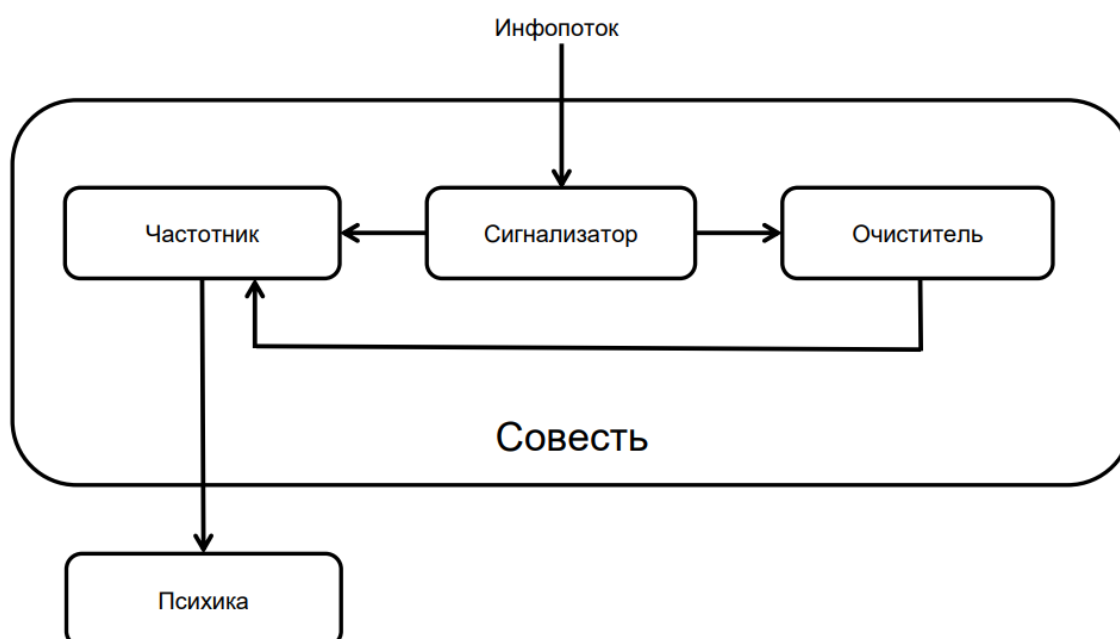 Инфопоток
Частотник
Сигнализатор
Очиститель
Совесть
Психика